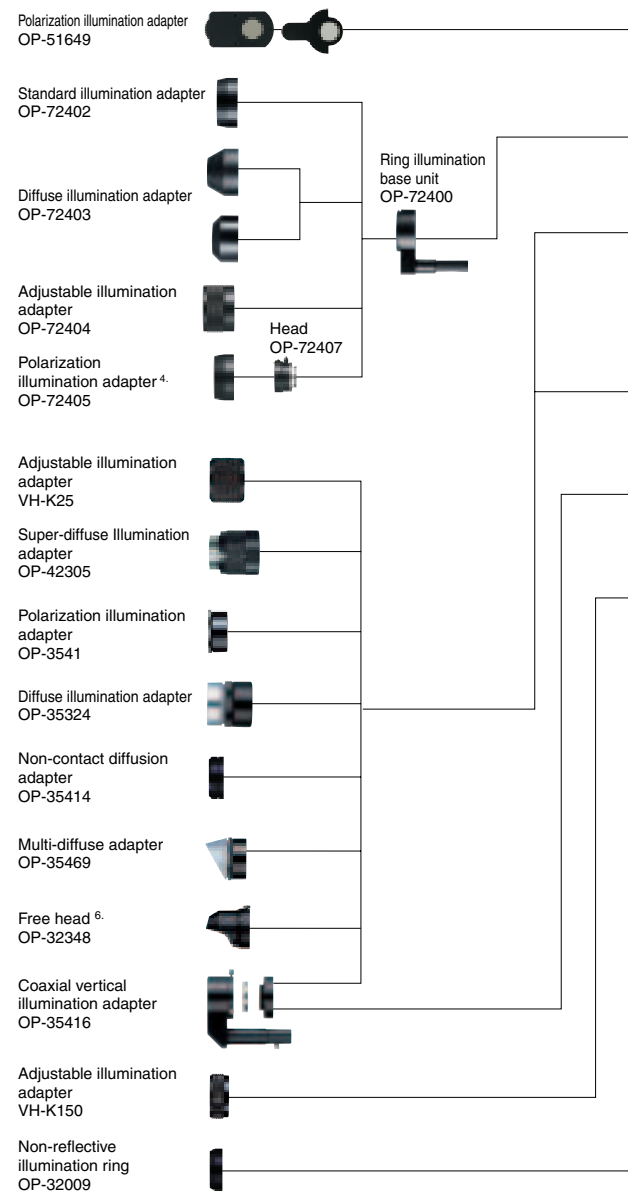 Polarization illumination adapter
OP-51649
Standard illumination adapter
OP-72402
Diffuse illumination adapter
OP-72403
Ring illumination
base unit
OP-72400
Adjustable illumination
adapter
OP-72404
Head
OP-72407
Polarization
illumination adapter 4.
OP-72405
Adjustable illumination
adapter
VH-K25
Super-diffuse Illumination
adapter
OP-42305
Polarization illumination
adapter
OP-3541
Diffuse illumination adapter
OP-35324
Non-contact diffusion
adapter
OP-35414
Multi-diffuse adapter
OP-35469
Free head 6.
OP-32348
Coaxial vertical
illumination adapter
OP-35416
Adjustable illumination
adapter
VH-K150
Non-reflective
illumination ring
OP-32009